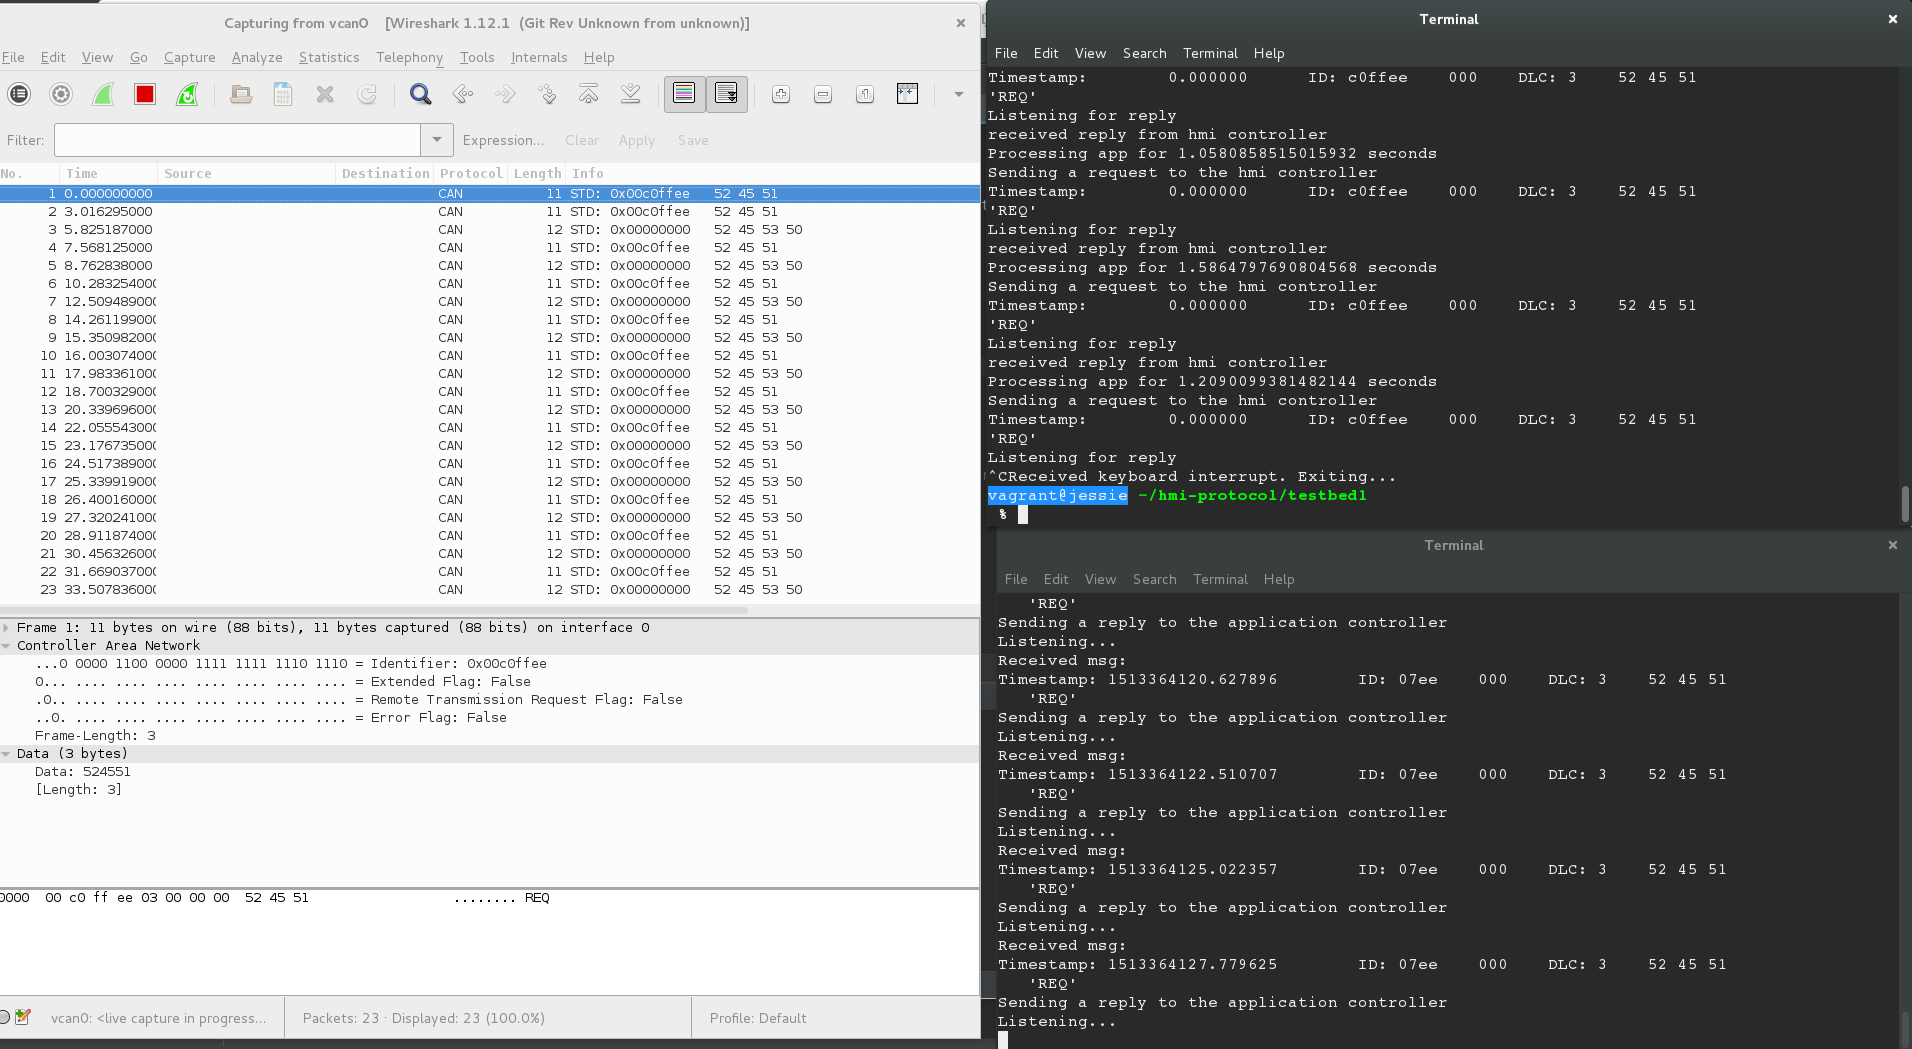 Capturing from vcan0   [Wireshark 1.12.1  (Git Rev Unknown from unknown)]
File Edit View Go Capture Analyze Statistics Telephony Tools Internals Help
Filter: Expression... Clear Apply Save
No. Time Source Destination Protocol Length Info
1 0.000000000 CAN 11 STD: 0x00c0ffee 52 45 51
2 3.016295000 CAN 11 STD: 0x00c0ffee 52 45 51
3 5.825187000 CAN 12 STD: 0x00000000 52 45 53 50
4 7.568125000 CAN 11 STD: 0x00c0ffee 52 45 51
5 8.762838000 CAN 12 STD: 0x00000000 52 45 53 50
6 10.283254000 CAN 11 STD: 0x00c0ffee 52 45 51
7 12.509489000 CAN 12 STD: 0x00000000 52 45 53 50
8 14.261199000 CAN 11 STD: 0x00c0ffee 52 45 51
9 15.350982000 CAN 12 STD: 0x00000000 52 45 53 50
10 16.003074000 CAN 11 STD: 0x00c0ffee 52 45 51
11 17.983361000 CAN 12 STD: 0x00000000 52 45 53 50
12 18.700329000 CAN 11 STD: 0x00c0ffee 52 45 51
13 20.339696000 CAN 12 STD: 0x00000000 52 45 53 50
14 22.055543000 CAN 11 STD: 0x00c0ffee 52 45 51
15 23.176735000 CAN 12 STD: 0x00000000 52 45 53 50
16 24.517389000 CAN 11 STD: 0x00c0ffee 52 45 51
17 25.339919000 CAN 12 STD: 0x00000000 52 45 53 50
18 26.400160000 CAN 11 STD: 0x00c0ffee 52 45 51
19 27.320241000 CAN 12 STD: 0x00000000 52 45 53 50
20 28.911874000 CAN 11 STD: 0x00c0ffee 52 45 51
21 30.456326000 CAN 12 STD: 0x00000000 52 45 53 50
22 31.669037000 CAN 11 STD: 0x00c0ffee 52 45 51
23 33.507836000 CAN 12 STD: 0x00000000 52 45 53 50
Frame 1: 11 bytes on wire (88 bits), 11 bytes captured (88 bits) on interface 0
Controller Area Network
...0 0000 1100 0000 1111 1111 1110 1110 = Identifier: 0x00c0ffee
0... .... .... .... .... .... .... .... = Extended Flag: False
.0.. .... .... .... .... .... .... .... = Remote Transmission Request Flag: False
..0. .... .... .... .... .... .... .... = Error Flag: False
Frame-Length: 3
Data (3 bytes)
Data: 524551
[Length: 3]
0000  00 c0 ff ee 03 00 00 00  52 45 51 ........ REQ
vcan0: <live capture in progress... Packets: 23 · Displayed: 23 (100.0%) Profile: Default
Terminal
File Edit View Search Terminal Help
Timestamp: 0.000000 ID: c0ffee 000 DLC: 3 52 45 51
'REQ'
Listening for reply
received reply from hmi controller
Processing app for 1.0580858515015932 seconds
Sending a request to the hmi controller
Timestamp: 0.000000 ID: c0ffee 000 DLC: 3 52 45 51
'REQ'
Listening for reply
received reply from hmi controller
Processing app for 1.5864797690804568 seconds
Sending a request to the hmi controller
Timestamp: 0.000000 ID: c0ffee 000 DLC: 3 52 45 51
'REQ'
Listening for reply
received reply from hmi controller
Processing app for 1.2090099381482144 seconds
Sending a request to the hmi controller
Timestamp: 0.000000 ID: c0ffee 000 DLC: 3 52 45 51
'REQ'
Listening for reply
^CReceived keyboard interrupt. Exiting...
vagrant@jessie ~/hmi-protocol/testbed1
%
Terminal
File Edit View Search Terminal Help
'REQ'
Sending a reply to the application controller
Listening...
Received msg:
Timestamp: 1513364120.627896 ID: 07ee 000 DLC: 3 52 45 51
'REQ'
Sending a reply to the application controller
Listening...
Received msg:
Timestamp: 1513364122.510707 ID: 07ee 000 DLC: 3 52 45 51
'REQ'
Sending a reply to the application controller
Listening...
Received msg:
Timestamp: 1513364125.022357 ID: 07ee 000 DLC: 3 52 45 51
'REQ'
Sending a reply to the application controller
Listening...
Received msg:
Timestamp: 1513364127.779625 ID: 07ee 000 DLC: 3 52 45 51
'REQ'
Sending a reply to the application controller
Listening...